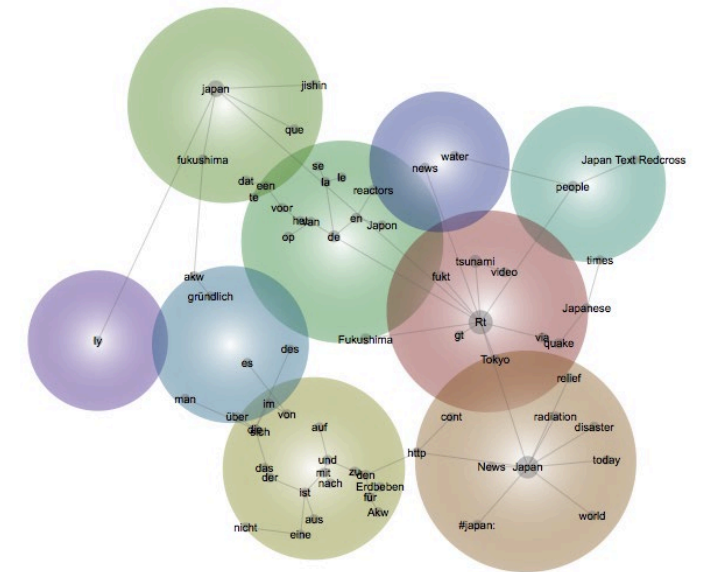 japan
jishin
que
fukushima
water
news
Japan Text Redcross
people
se
la
le
dat
een
te
reactors
voor
het
van
en
Japon
op
de
tsunami
fukt
video
times
akw
gründlich
Japanese
Rt
ly
Fukushima
gt
via
quake
des
Tokyo
es
relief
man
im
über
von
die
sich
auf
cont
radiation
disaster
http
und
das
der
mit
nach
zu
den
Erdbeben
für
News
Japan
today
ist
Akw
aus
nicht
eine
#japan:
world